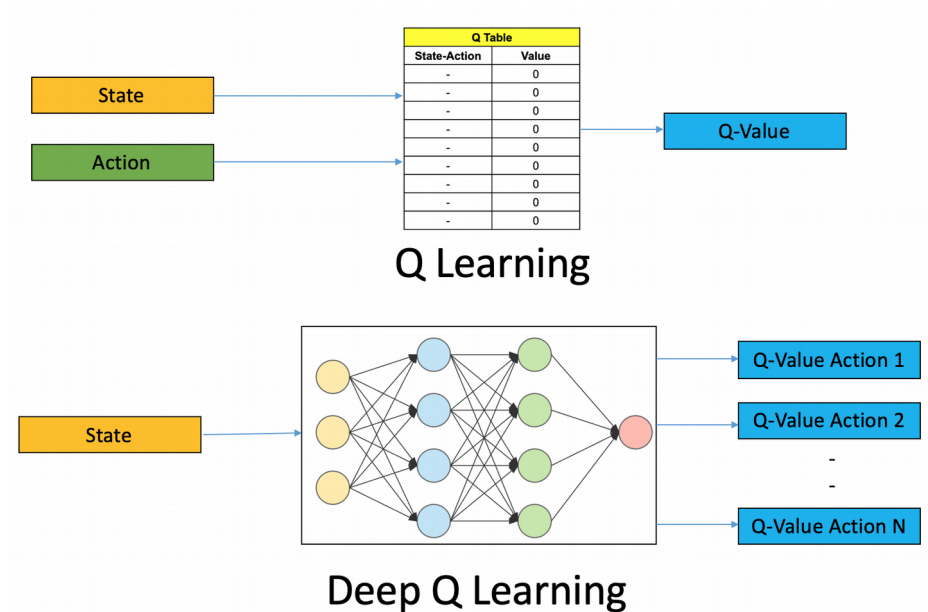 Q Table
State-Action Value
- 0
- 0
- 0
- 0
- 0
- 0
- 0
- 0
- 0
State
Action
Q-Value
Q Learning
State
Q-Value Action 1
Q-Value Action 2
-
-
Q-Value Action N
Deep Q Learning